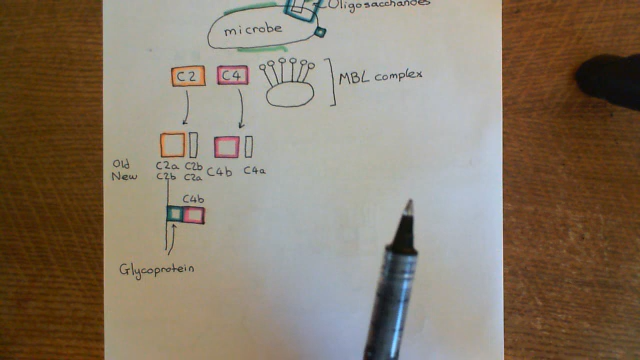 Oligosaccharides
microbe
C2 C4
MBL complex
Old C2a C2b C4b C4a
New C2b C2a
C4b
Glycoprotein